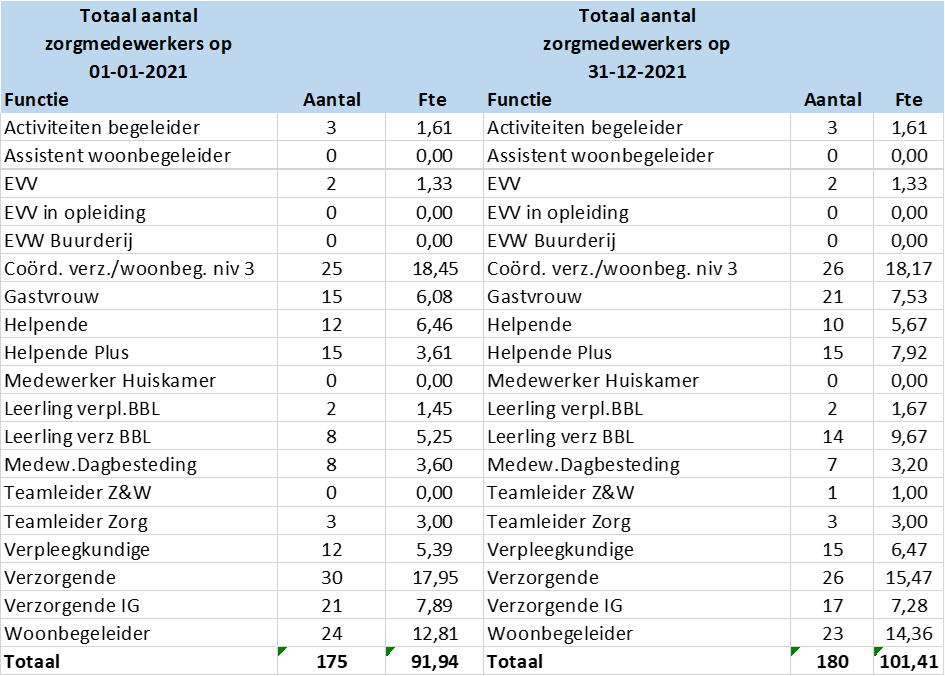 Totaal aantal zorgmedewerkers op 01-01-2021 Totaal aantal zorgmedewerkers op 31-12-2021
Functie Aantal Fte Functie Aantal Fte
Activiteiten begeleider 3 1,61 Activiteiten begeleider 3 1,61
Assistent woonbegeleider 0 0,00 Assistent woonbegeleider 0 0,00
EVV 2 1,33 EVV 2 1,33
EVV in opleiding 0 0,00 EVV in opleiding 0 0,00
EVW Buurderij 0 0,00 EVW Buurderij 0 0,00
Coörd. verz./woonbeg. niv 3 25 18,45 Coörd. verz./woonbeg. niv 3 26 18,17
Gastvrouw 15 6,08 Gastvrouw 21 7,53
Helpende 12 6,46 Helpende 10 5,67
Helpende Plus 15 3,61 Helpende Plus 15 7,92
Medewerker Huiskamer 0 0,00 Medewerker Huiskamer 0 0,00
Leerling verpl.BBL 2 1,45 Leerling verpl.BBL 2 1,67
Leerling verz BBL 8 5,25 Leerling verz BBL 14 9,67
Medew.Dagbesteding 8 3,60 Medew.Dagbesteding 7 3,20
Teamleider Z&W 0 0,00 Teamleider Z&W 1 1,00
Teamleider Zorg 3 3,00 Teamleider Zorg 3 3,00
Verpleegkundige 12 5,39 Verpleegkundige 15 6,47
Verzorgende 30 17,95 Verzorgende 26 15,47
Verzorgende IG 21 7,89 Verzorgende IG 17 7,28
Woonbegeleider 24 12,81 Woonbegeleider 23 14,36
Totaal 175 91,94 Totaal 180 101,41